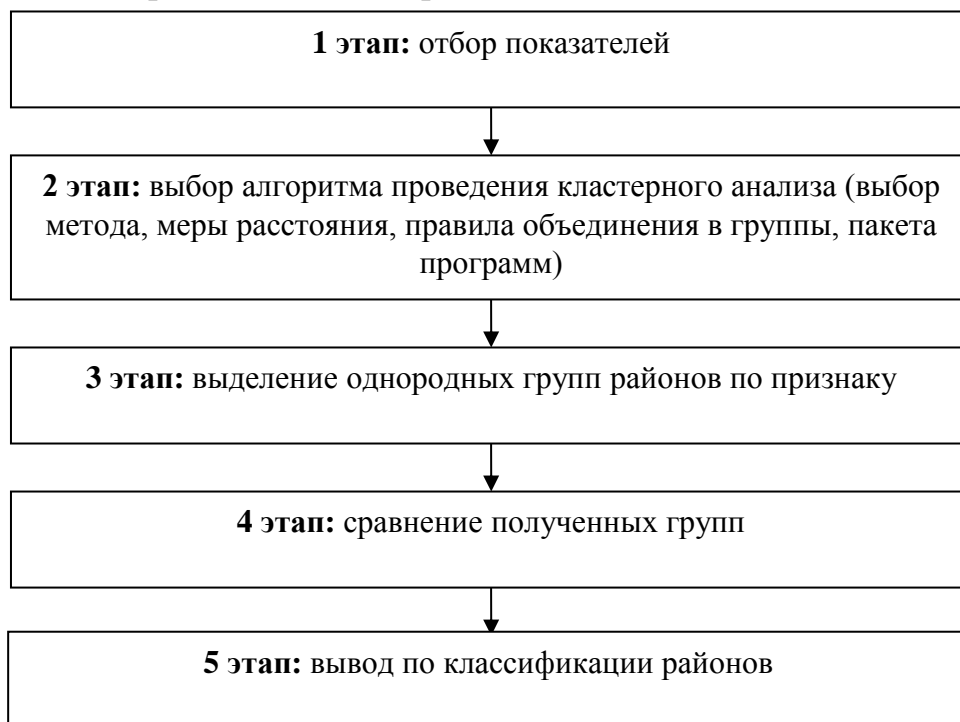 1 этап: отбор показателей
2 этап: выбор алгоритма проведения кластерного анализа (выбор
метода, меры расстояния, правила объединения в группы, пакета
программ)
3 этап: выделение однородных групп районов по признаку
4 этап: сравнение полученных групп
5 этап: вывод по классификации районов